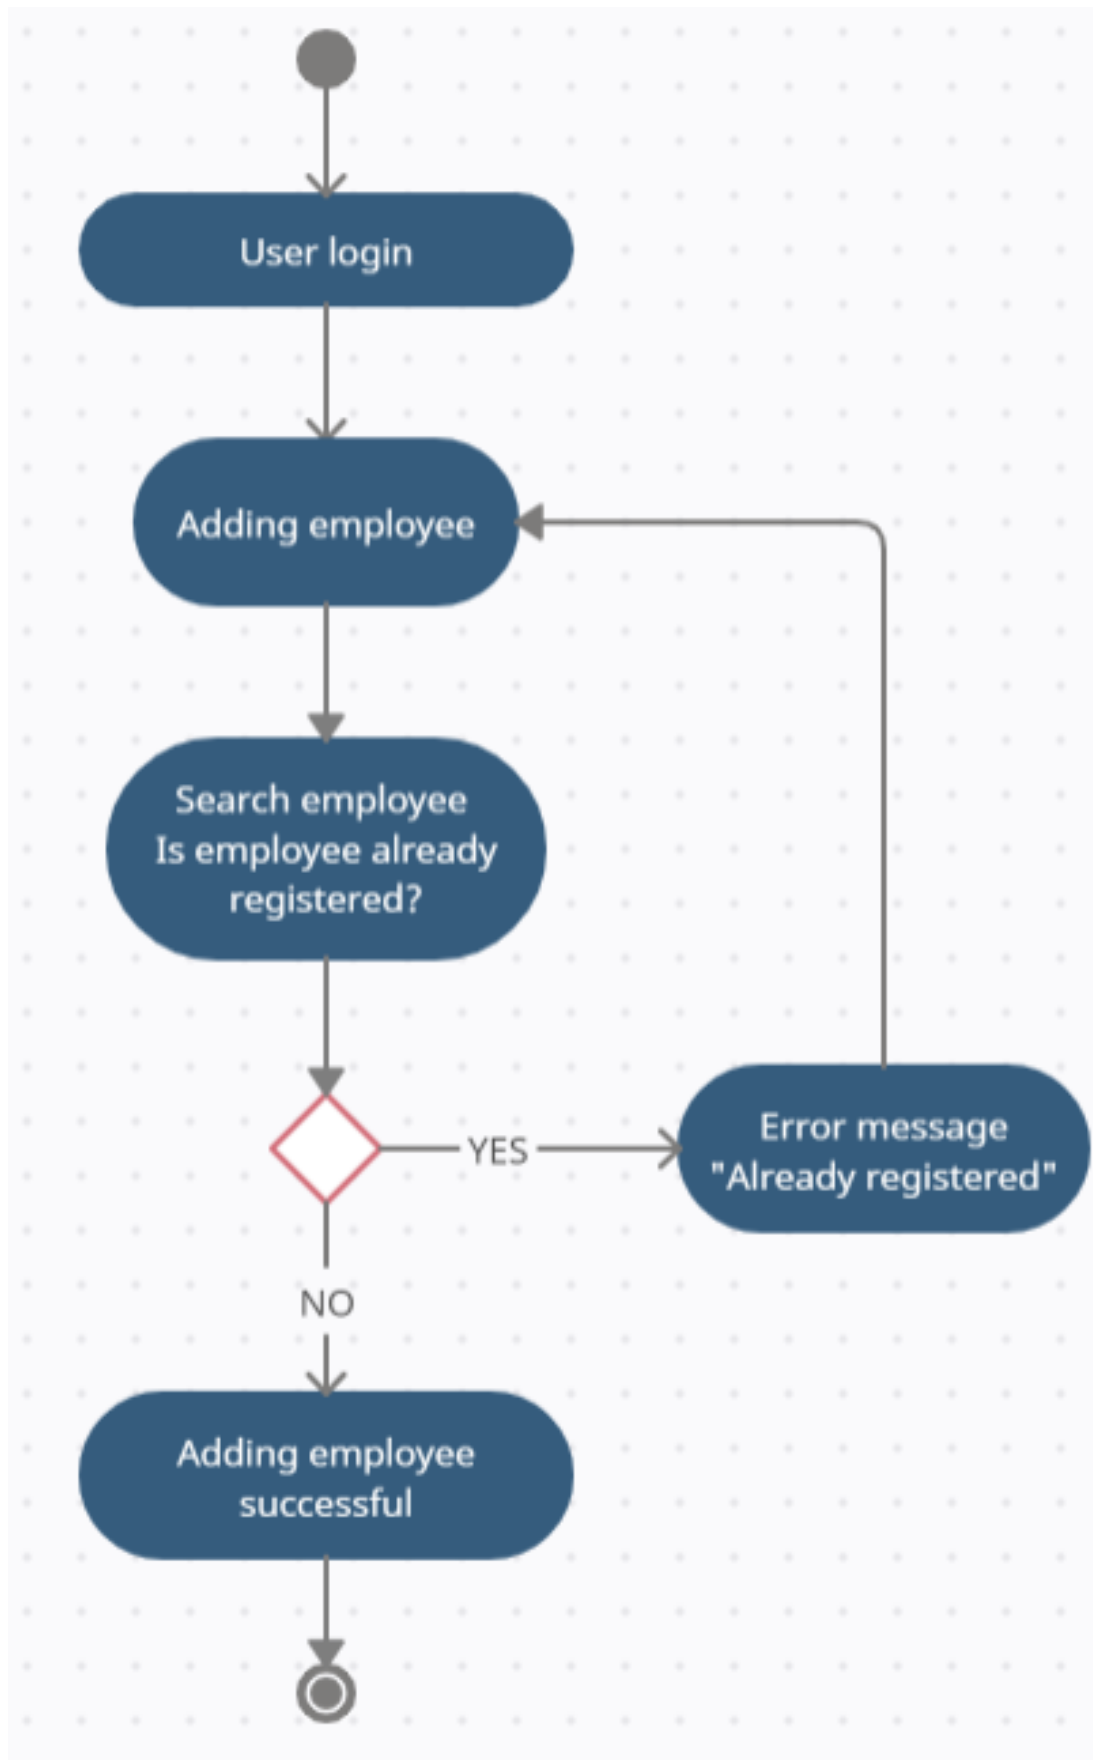 User login
Adding employee
Search employee
Is employee already
registered?
YES
Error message
"Already registered"
NO
Adding employee
successful